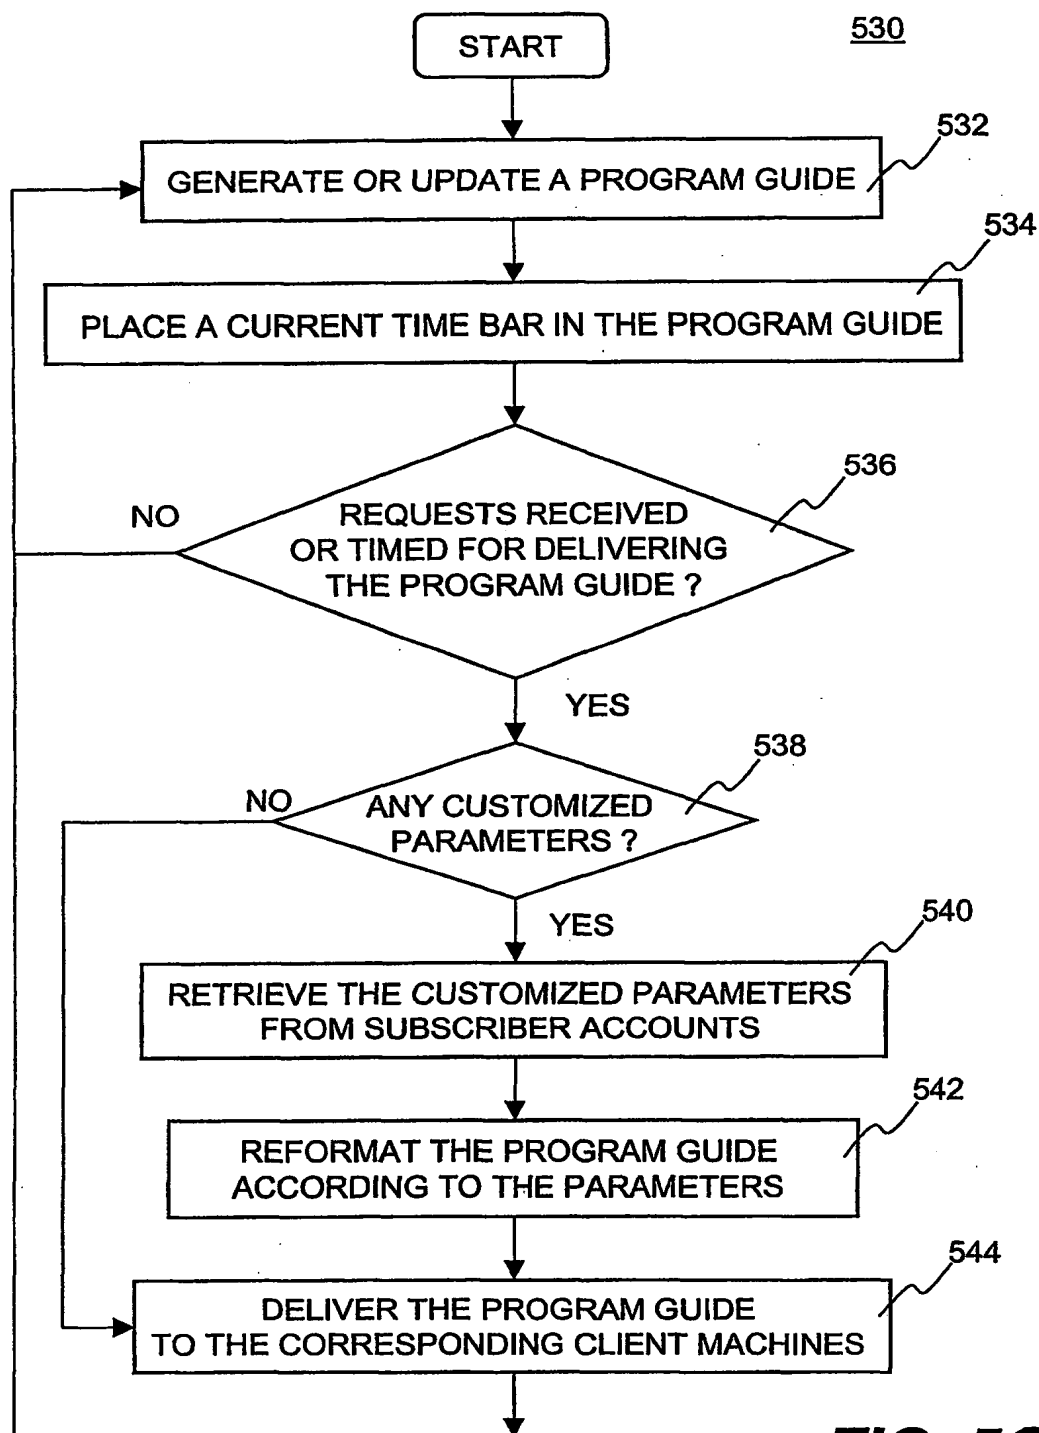 530
START
532
GENERATE OR UPDATE A PROGRAM GUIDE
534
PLACE A CURRENT TIME BAR IN THE PROGRAM GUIDE
536
NO
REQUESTS RECEIVED
OR TIMED FOR DELIVERING
THE PROGRAM GUIDE ?
YES
538
NO
ANY CUSTOMIZED
PARAMETERS ?
YES
540
RETRIEVE THE CUSTOMIZED PARAMETERS
FROM SUBSCRIBER ACCOUNTS
542
REFORMAT THE PROGRAM GUIDE
ACCORDING TO THE PARAMETERS
544
DELIVER THE PROGRAM GUIDE
TO THE CORRESPONDING CLIENT MACHINES